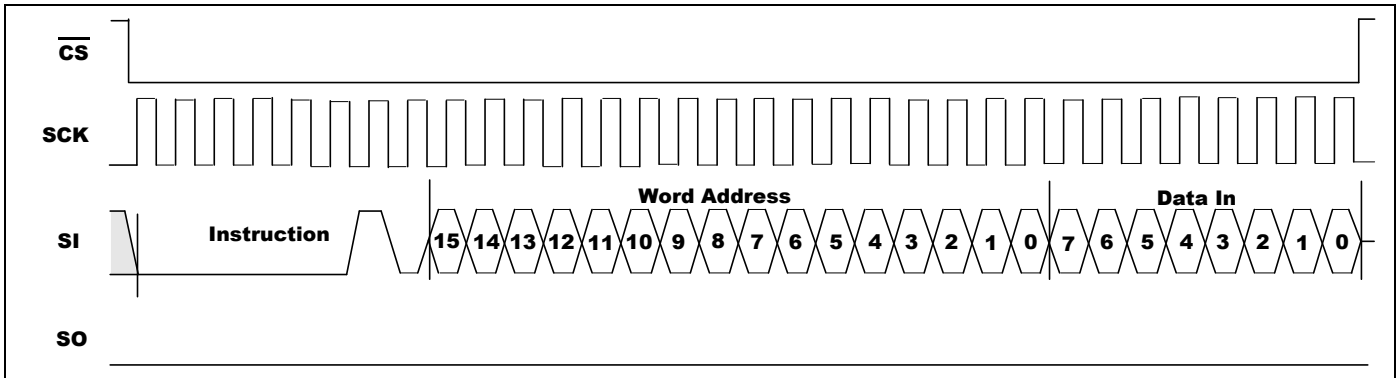 CS
SCK
Word Address
Data In
SI
Instruction
15 14 13 12 11 10 9 8 7 6 5 4 3 2 1 0 7 6 5 4 3 2 1 0
SO